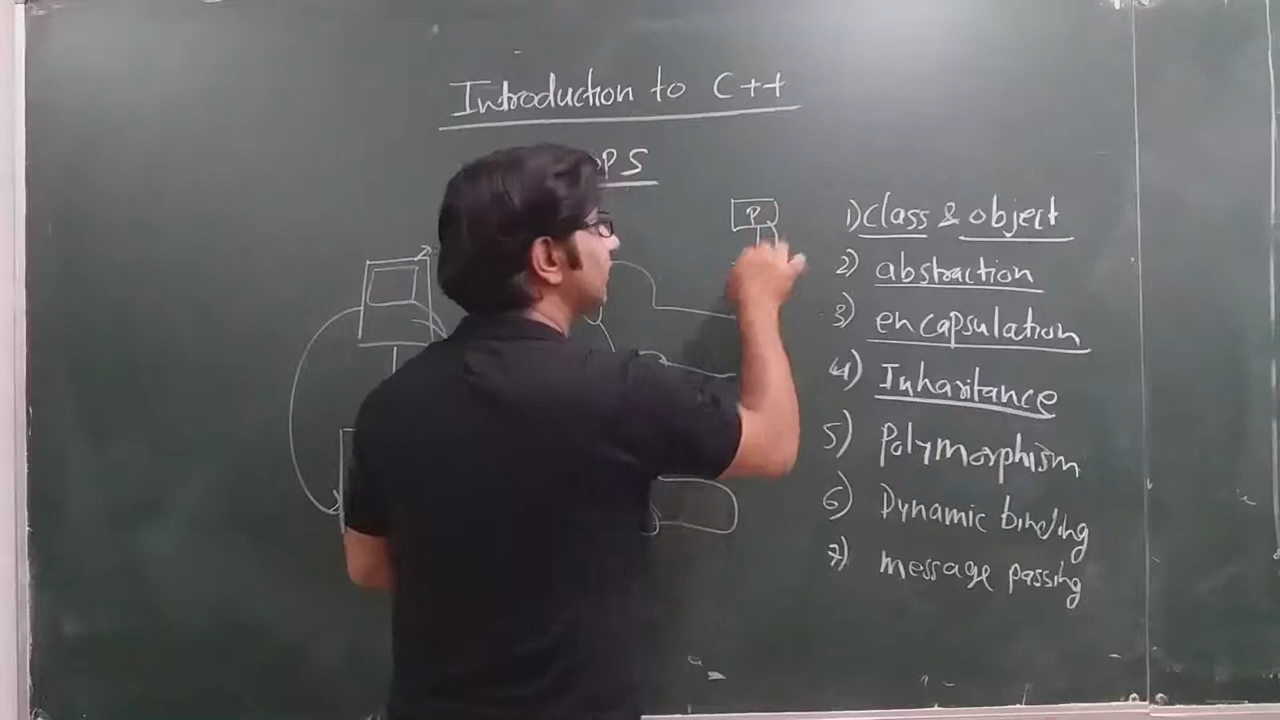 Introduction to C++
OPS
P
1) Class & object
2) abstraction
3) encapsulation
4) Inharitance
5) Polymorphism
6) Dynamic binding
7) message passing